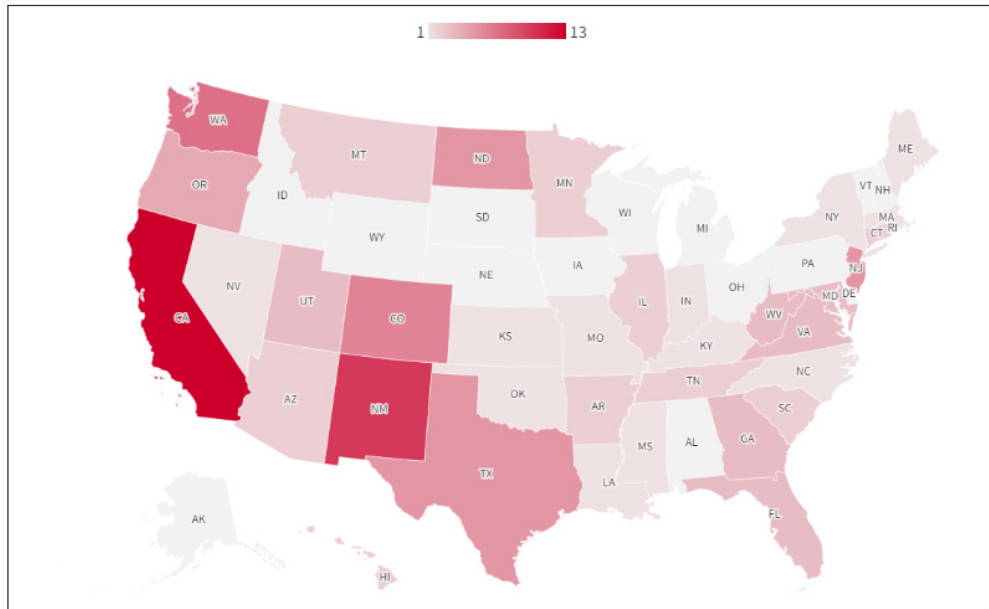 1 13
WA
MT
ND
MN
ME
OR
ID
SD
WI
MI
VT
NH
NY
MA
RI
CT
WY
NE
IA
PA
NJ
NV
UT
CO
KS
MO
IL
IN
OH
MD
DE
WV
VA
KY
CA
AZ
NM
OK
AR
TN
NC
SC
TX
LA
MS
AL
GA
FL
AK
HI